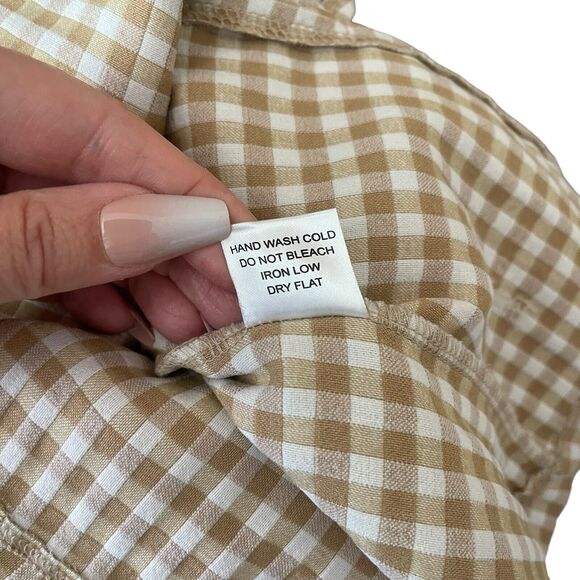 HAND WASH COLD
DO NOT BLEACH
IRON LOW
DRY FLAT